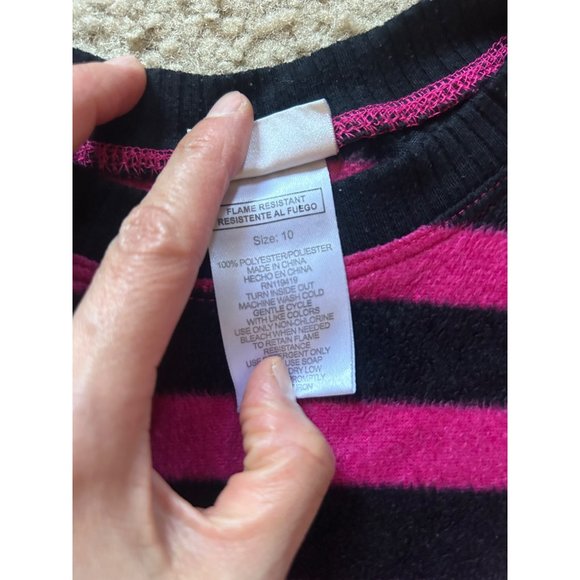 FLAME RESISTANT
RESISTENTE AL FUEGO
Size: 10
100% POLYESTER/POLIESTER
MADE IN CHINA
HECHO EN CHINA
RN119419
TURN INSIDE OUT
MACHINE WASH COLD
GENTLE CYCLE
WITH LIKE COLORS
USE ONLY NON-CHLORINE
BLEACH WHEN NEEDED
TO RETAIN FLAME
RESISTANCE
ONLY
USE SOAP
DRY LOW